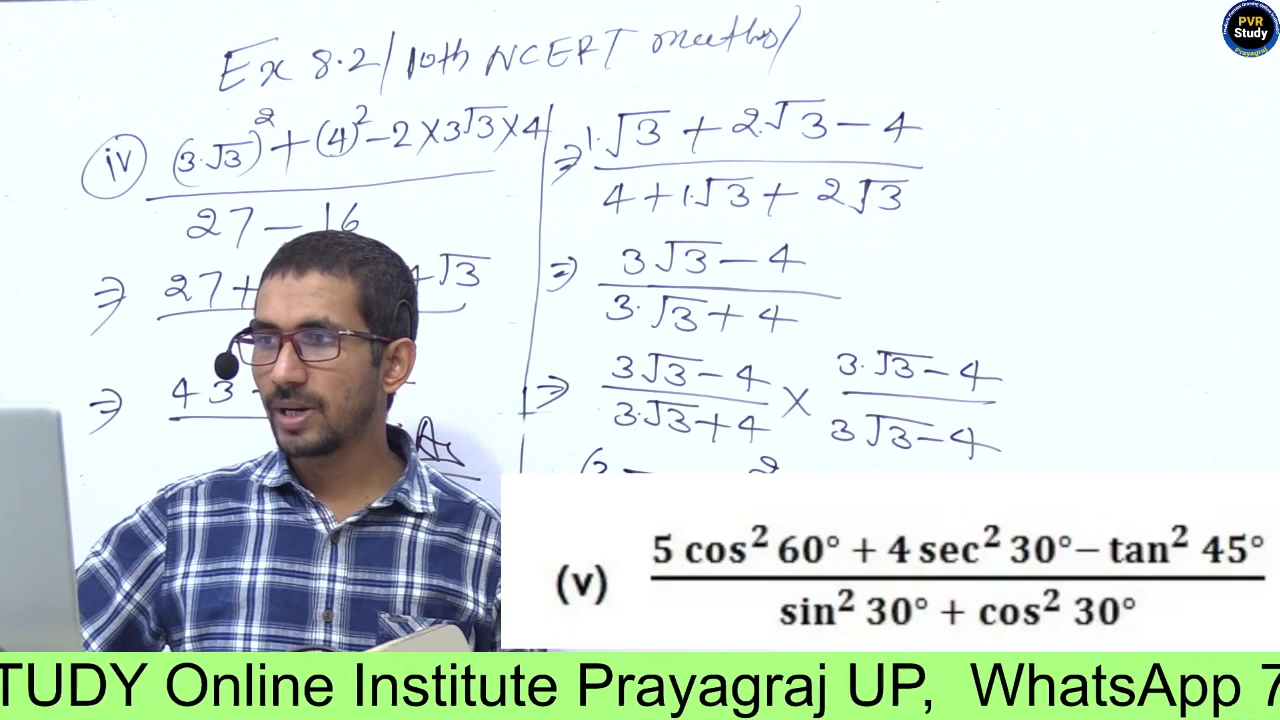 Ex 8.2/10th NCERT maths/
PVR
Study
Prayagraj
iv (3·√3)² + (4)² - 2×3√3×4
27 - 16
⇒ 27+ √3
⇒ 43
As
⇒ 1·√3 + 2·√3 - 4
4 + 1·√3 + 2√3
⇒ 3√3 - 4
3·√3 + 4
⇒ 3√3 - 4 × 3·√3 - 4
3·√3 + 4 3√3 - 4
(v) 5 cos² 60° + 4 sec² 30° – tan² 45°
sin² 30° + cos² 30°
TUDY Online Institute Prayagraj UP, WhatsApp 7